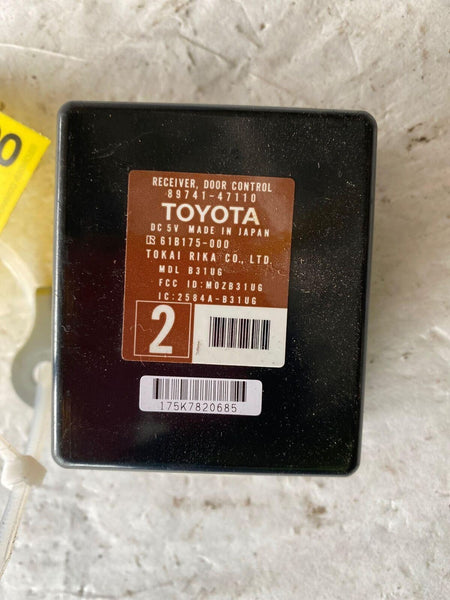 00
RECEIVER, DOOR CONTROL
89741-47110
TOYOTA
DC 5V MADE IN JAPAN
61B175-000
TOKAI RIKA CO., LTD.
MDL B31UG
FCC ID:MOZB31UG
IC:2584A-B31UG
2
175K7820685